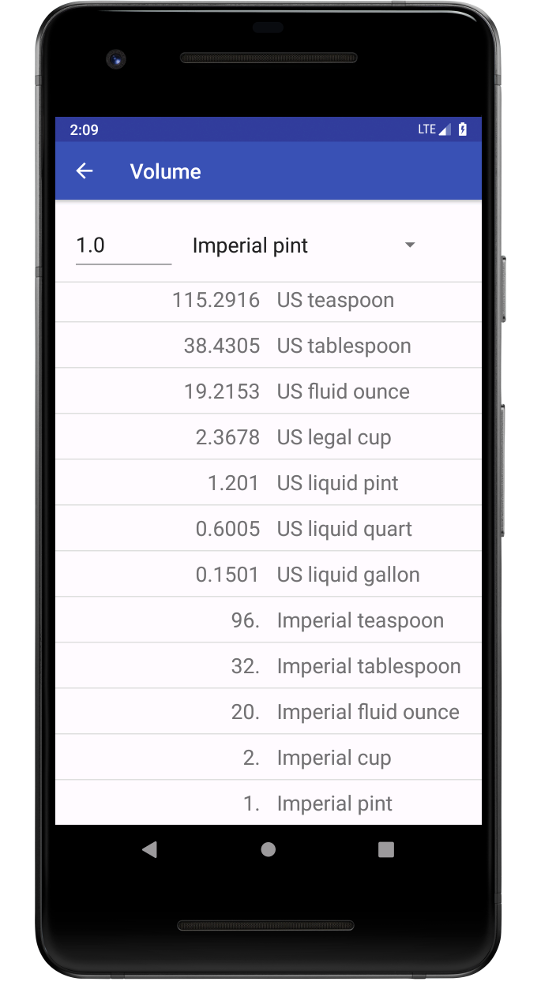 2:09 LTE
Volume
1.0 Imperial pint
115.2916 US teaspoon
38.4305 US tablespoon
19.2153 US fluid ounce
2.3678 US legal cup
1.201 US liquid pint
0.6005 US liquid quart
0.1501 US liquid gallon
96. Imperial teaspoon
32. Imperial tablespoon
20. Imperial fluid ounce
2. Imperial cup
1. Imperial pint